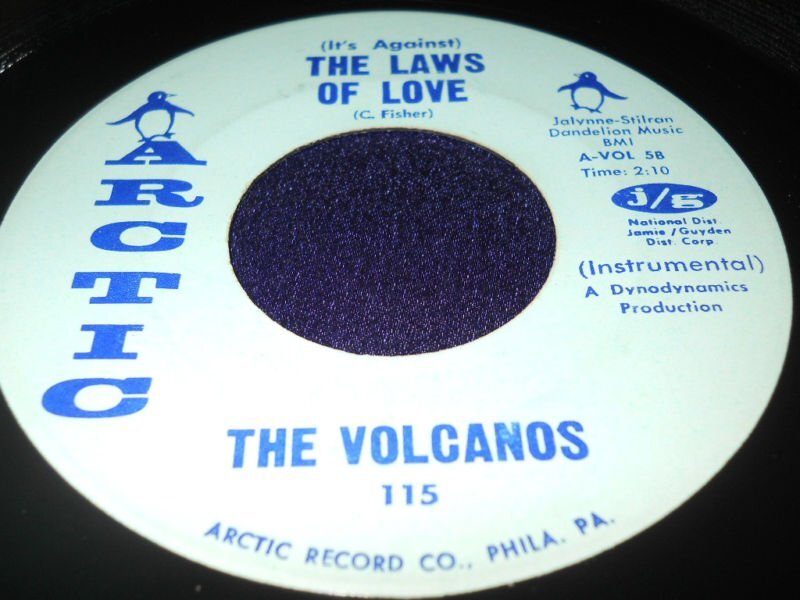 (It's Against)
THE LAWS
OF LOVE
(C. Fisher)
ARCTIC
Jalynne-Stilran
Dandelion Music
BMI
A-VOL 5B
Time: 2:10
j/g
National Dist.
Jamie/Guyden
Dist. Corp.
(Instrumental)
A Dynodynamics
Production
THE VOLCANOS
115
ARCTIC RECORD CO., PHILA. PA.